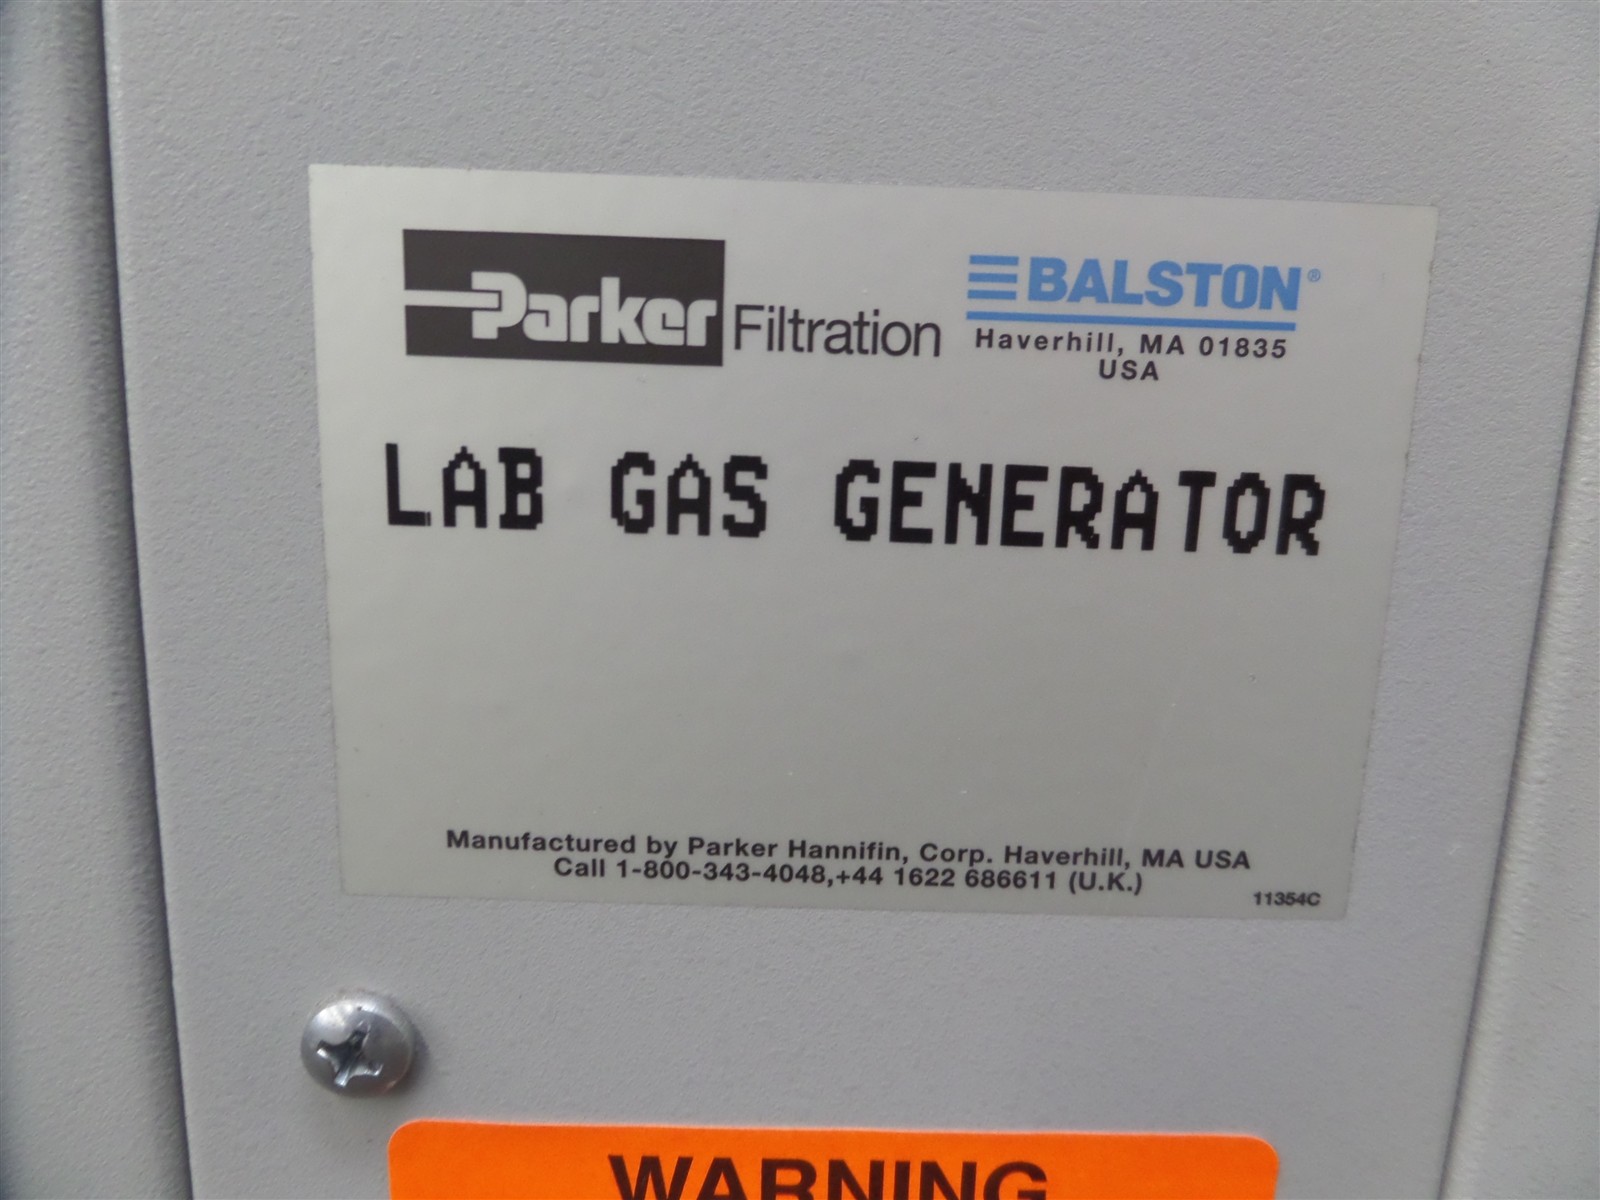 Parker Filtration
BALSTON®
Haverhill, MA 01835
USA
LAB GAS GENERATOR
Manufactured by Parker Hannifin, Corp. Haverhill, MA USA
Call 1-800-343-4048,+44 1622 686611 (U.K.)
11354C
WARNING